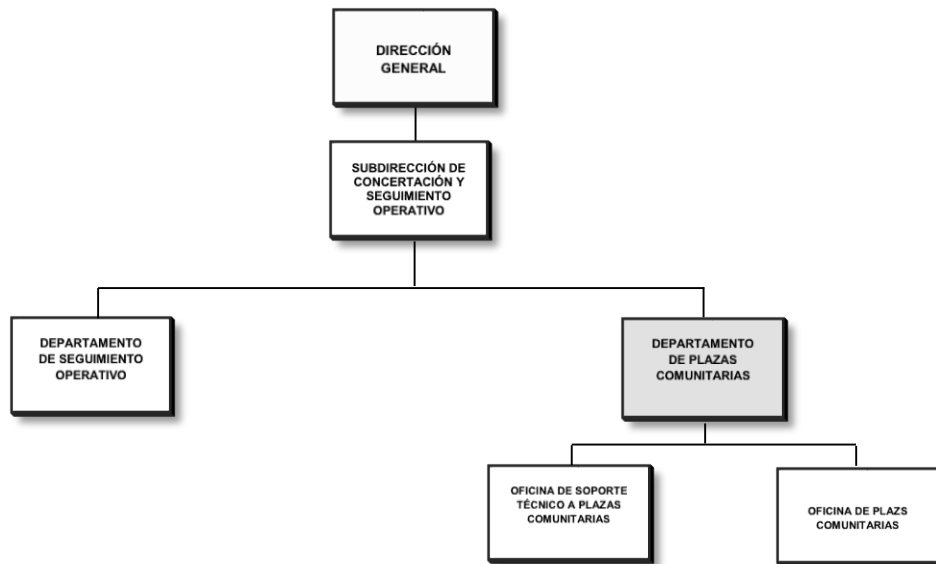 DIRECCIÓN
GENERAL
SUBDIRECCIÓN DE
CONCERTACIÓN Y
SEGUIMIENTO
OPERATIVO
DEPARTAMENTO
DE SEGUIMIENTO
OPERATIVO
DEPARTAMENTO
DE PLAZAS
COMUNITARIAS
OFICINA DE SOPORTE
TÉCNICO A PLAZAS
COMUNITARIAS
OFICINA DE PLAZS
COMUNITARIAS